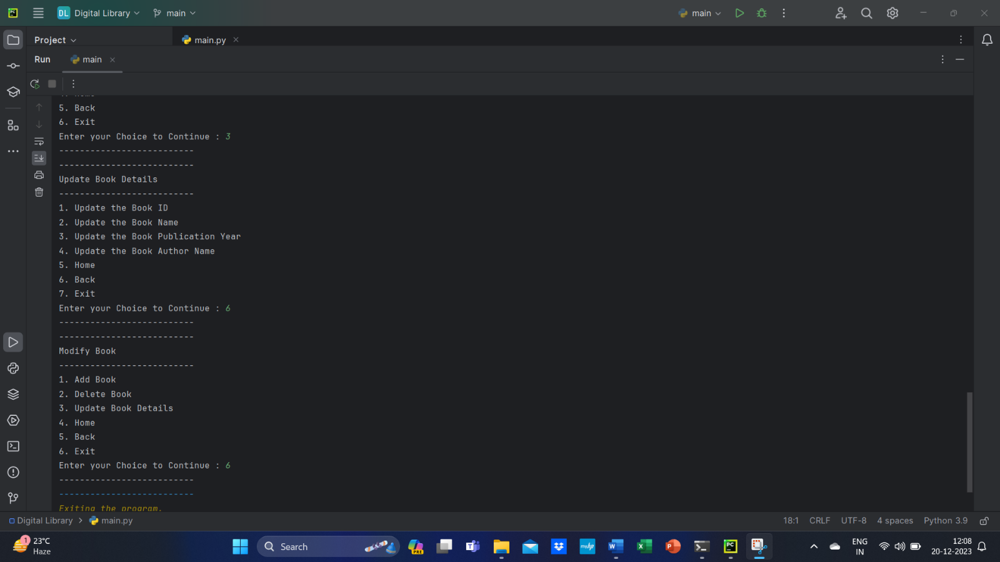 PC
DL Digital Library
main
main
Project
main.py
Run
main
5. Back
6. Exit
Enter your Choice to Continue : 3
--------------------------
--------------------------
Update Book Details
--------------------------
1. Update the Book ID
2. Update the Book Name
3. Update the Book Publication Year
4. Update the Book Author Name
5. Home
6. Back
7. Exit
Enter your Choice to Continue : 6
--------------------------
--------------------------
Modify Book
--------------------------
1. Add Book
2. Delete Book
3. Update Book Details
4. Home
5. Back
6. Exit
Enter your Choice to Continue : 6
--------------------------
--------------------------
Exiting the program.
Digital Library > main.py
18:1 CRLF UTF-8 4 spaces Python 3.9
1
23°C
Haze
Search
PRE
T
myhp
W
X
P
PC
ENG
IN
12:08
20-12-2023